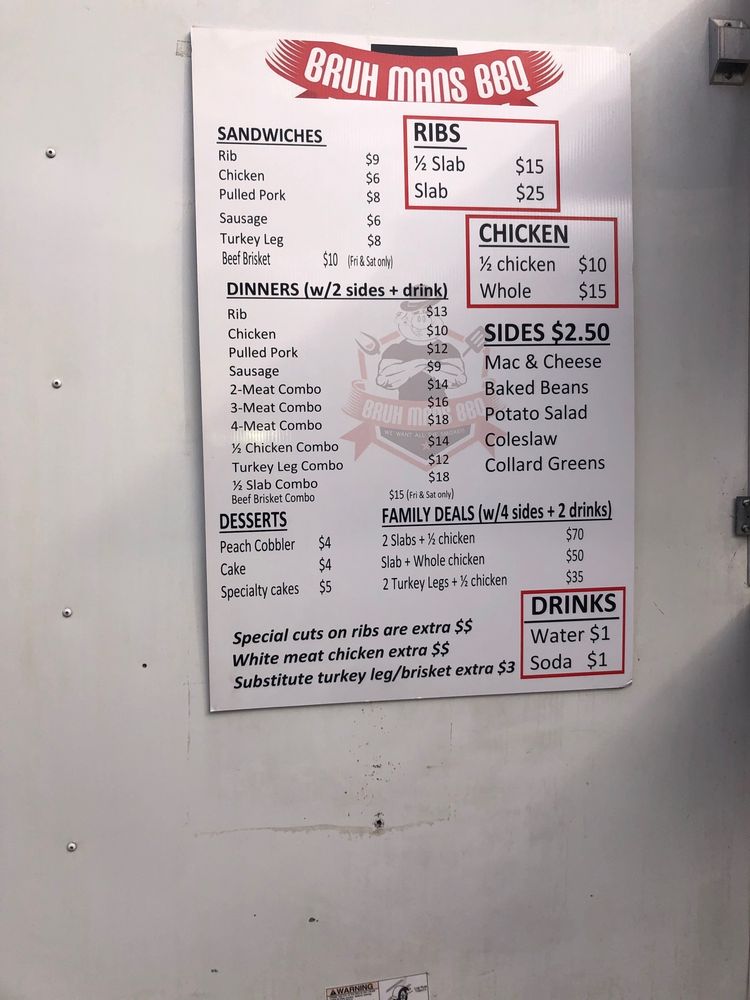 BRUH MANS BBQ
SANDWICHES
Rib $9
Chicken $6
Pulled Pork $8
Sausage $6
Turkey Leg $8
Beef Brisket $10 (Fri & Sat only)
RIBS
½ Slab $15
Slab $25
CHICKEN
½ chicken $10
Whole $15
DINNERS (w/2 sides + drink)
Rib $13
Chicken $10
Pulled Pork $12
Sausage $9
2-Meat Combo $14
3-Meat Combo $16
4-Meat Combo $18
½ Chicken Combo $14
Turkey Leg Combo $12
½ Slab Combo $18
Beef Brisket Combo $15 (Fri & Sat only)
BRUH MANS BBQ
SIDES $2.50
Mac & Cheese
Baked Beans
Potato Salad
Coleslaw
Collard Greens
DESSERTS
Peach Cobbler $4
Cake $4
Specialty cakes $5
FAMILY DEALS (w/4 sides + 2 drinks)
2 Slabs + ½ chicken $70
Slab + Whole chicken $50
2 Turkey Legs + ½ chicken $35
Special cuts on ribs are extra $$
White meat chicken extra $$
Substitute turkey leg/brisket extra $3
DRINKS
Water $1
Soda $1
WARNING